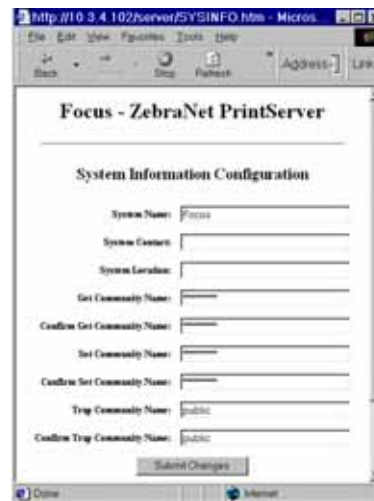 http://10.3.4.102/server/SYSINFO.htm - Micros
File Edit View Favorites Tools Help
Back Stop Refresh Address Link
Focus - ZebraNet PrintServer
System Information Configuration
System Name: Focus
System Contact:
System Location:
Get Community Name:
Confirm Get Community Name:
Set Community Name:
Confirm Set Community Name:
Trap Community Name: public
Confirm Trap Community Name: public
Submit Changes
Done Internet